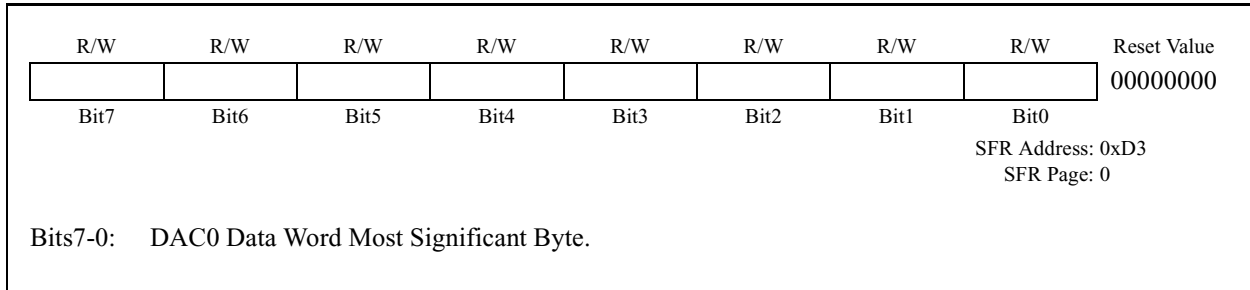 R/W R/W R/W R/W R/W R/W R/W R/W Reset Value
00000000
Bit7 Bit6 Bit5 Bit4 Bit3 Bit2 Bit1 Bit0
SFR Address: 0xD3
SFR Page: 0
Bits7-0: DAC0 Data Word Most Significant Byte.